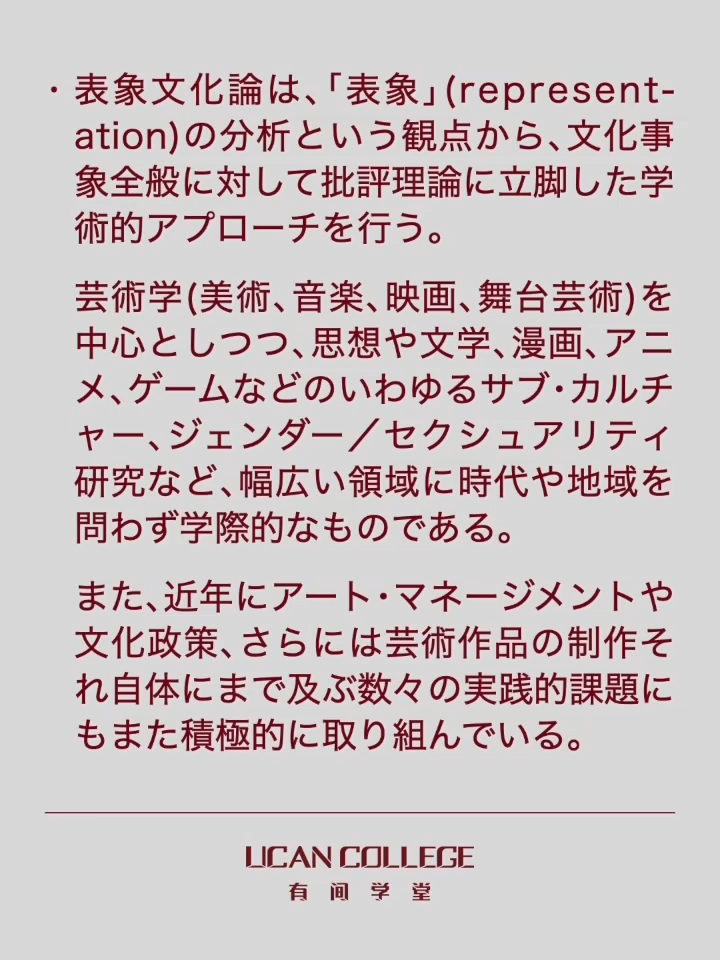 ・表象文化論は、「表象」(represent-
ation)の分析という観点から、文化事
象全般に対して批評理論に立脚した学
術的アプローチを行う。
芸術学(美術、音楽、映画、舞台芸術)を
中心としつつ、思想や文学、漫画、アニ
メ、ゲームなどのいわゆるサブ・カルチ
ャー、ジェンダー／セクシュアリティ
研究など、幅広い領域に時代や地域を
問わず学際的なものである。
また、近年にアート・マネージメントや
文化政策、さらには芸術作品の制作そ
れ自体にまで及ぶ数々の実践的課題に
もまた積極的に取り組んでいる。
UCAN COLLEGE
有间学堂